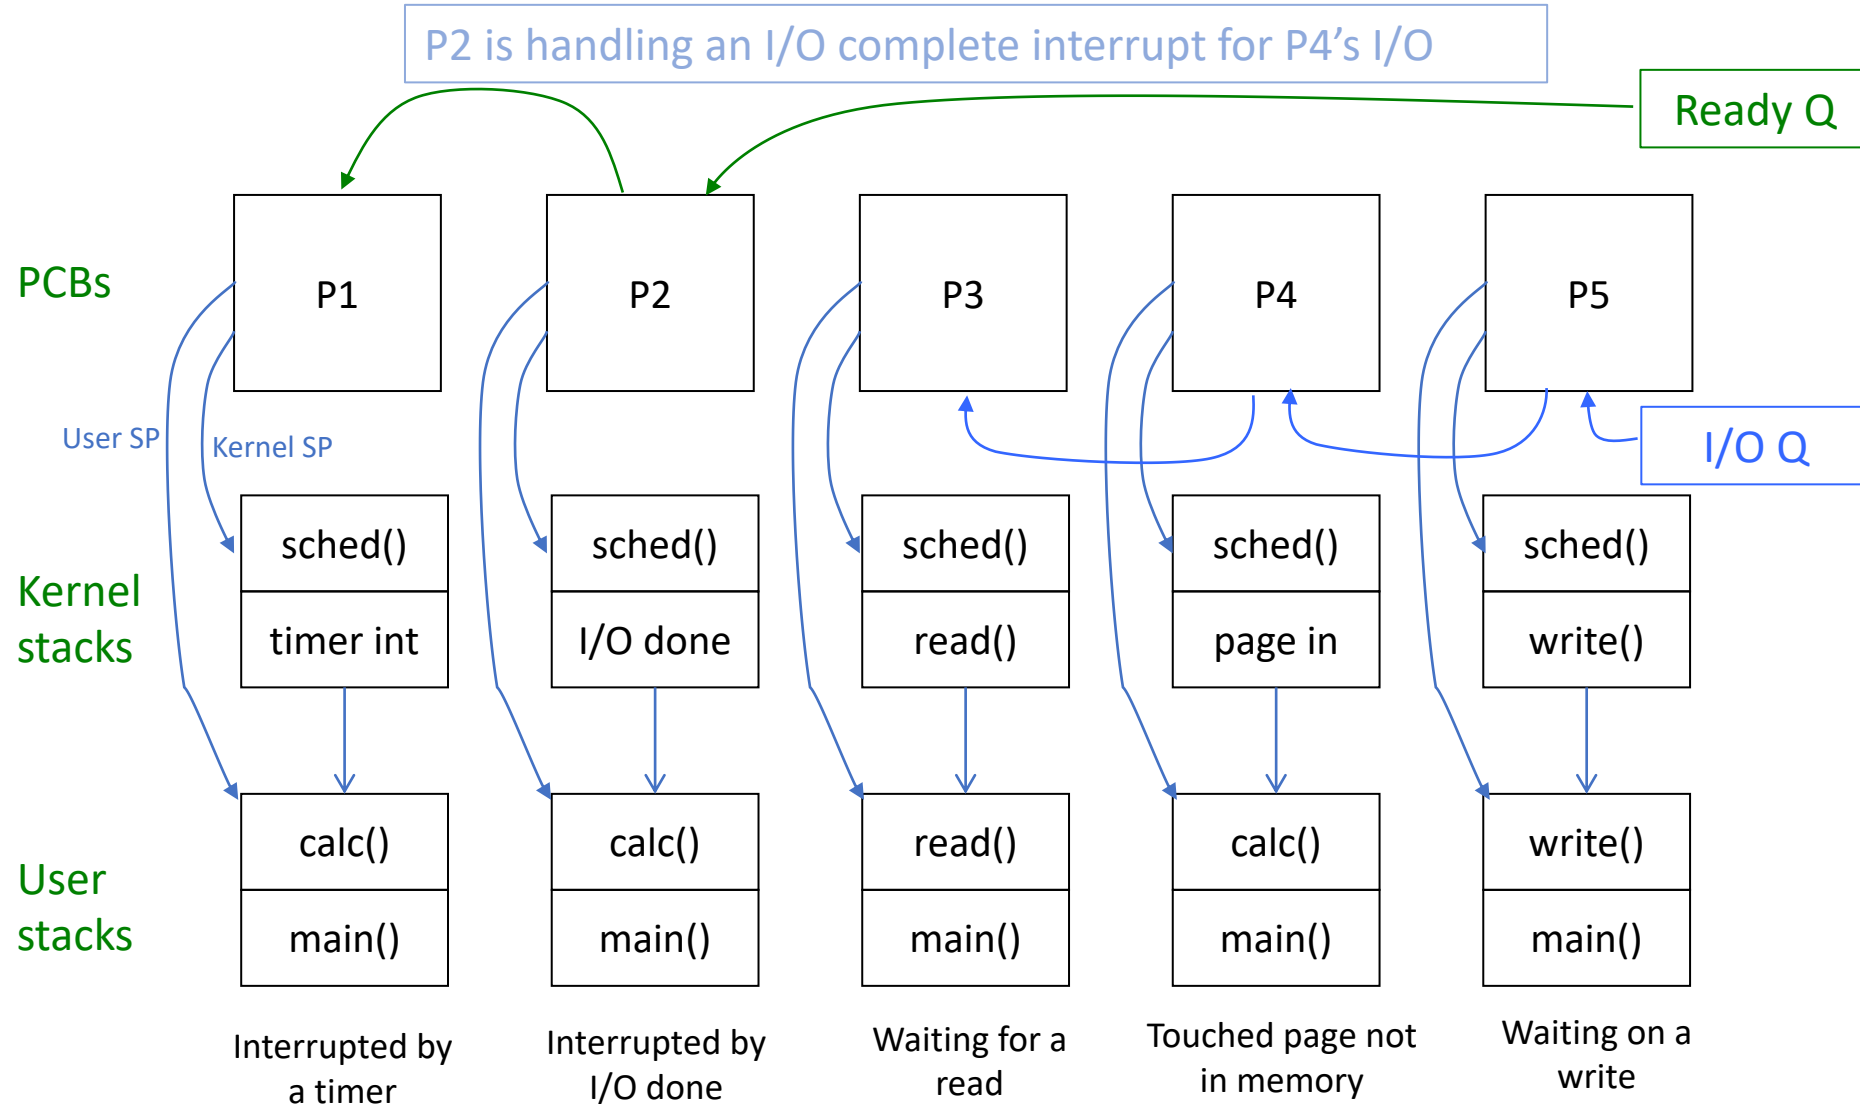 P2 is handling an I/O complete interrupt for P4’s I/O
Ready Q
PCBs
P1
P2
P3
P4
P5
User SP
Kernel SP
I/O Q
Kernel
stacks
sched()
sched()
sched()
sched()
sched()
timer int
I/O done
read()
page in
write()
User
stacks
calc()
calc()
read()
calc()
write()
main()
main()
main()
main()
main()
Interrupted by
a timer
Interrupted by
I/O done
Waiting for a
read
Touched page not
in memory
Waiting on a
write